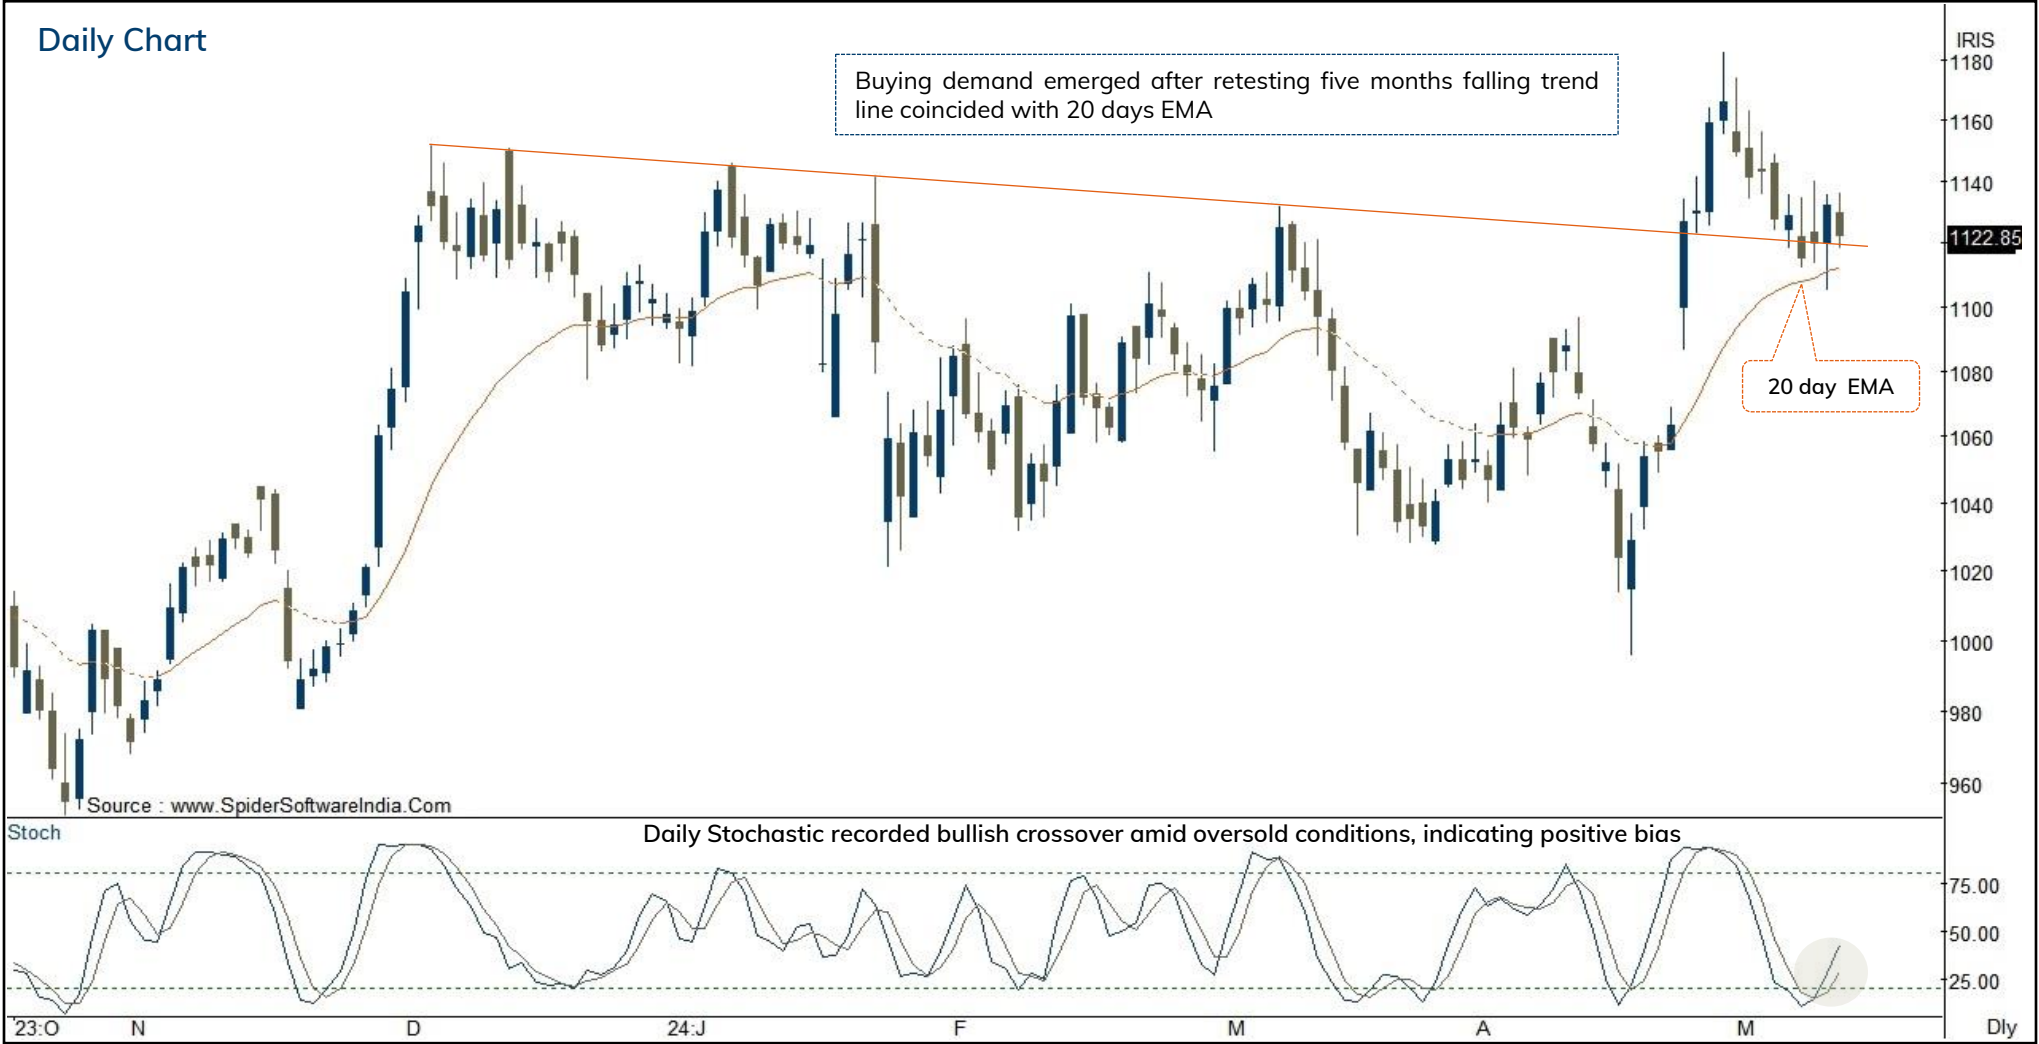 Daily Chart
Buying demand emerged after retesting five months falling trend
line coincided with 20 days EMA
IRIS
1180
1160
1140
1122.85
1100
1080
1060
1040
1020
1000
980
960
20 day EMA
Source : www.SpiderSoftwareIndia.Com
Stoch
Daily Stochastic recorded bullish crossover amid oversold conditions, indicating positive bias
75.00
50.00
25.00
'23:O N D 24:J F M A M Dly